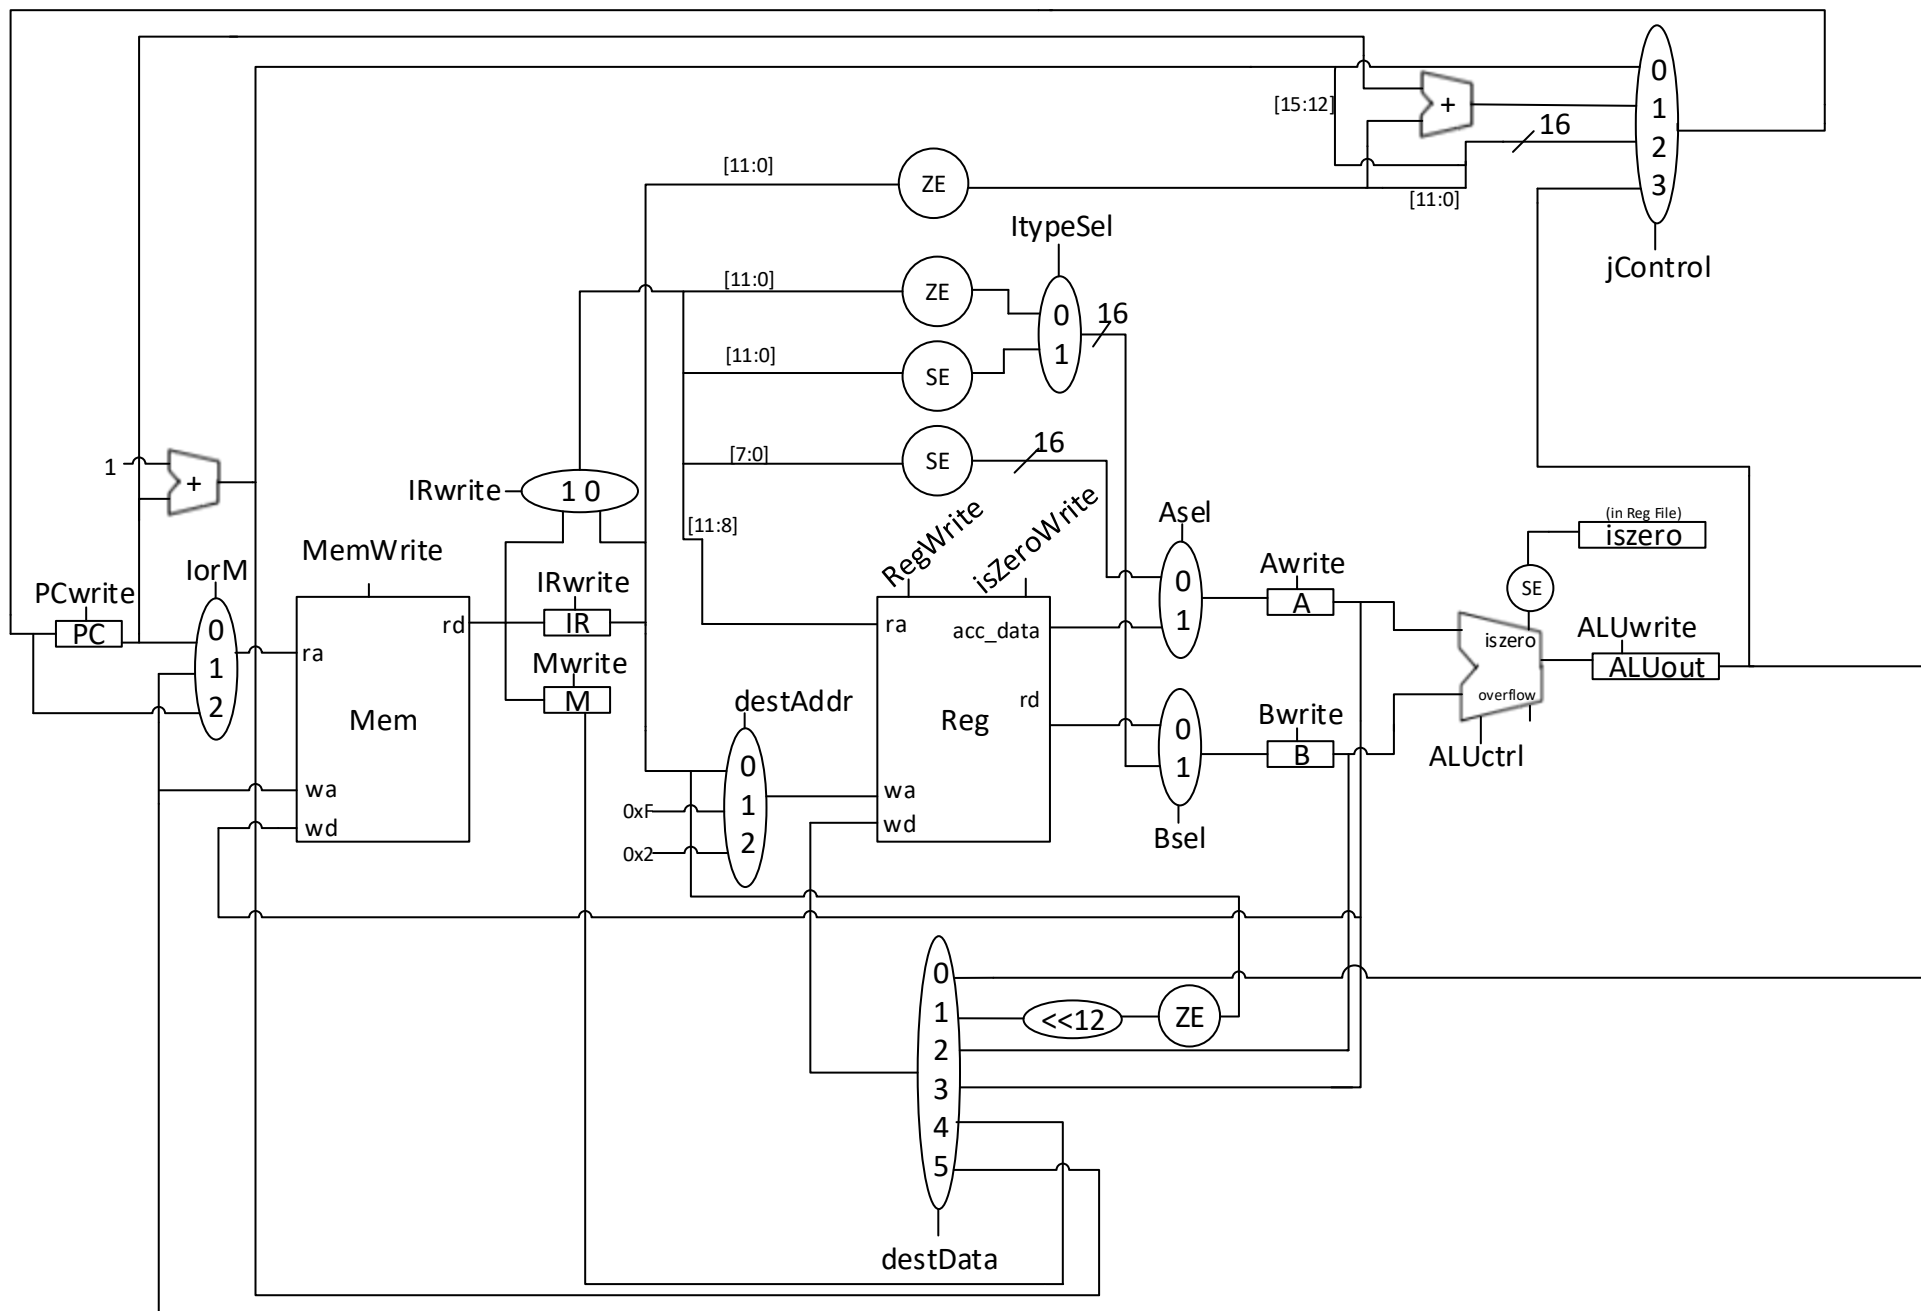 0
+
[15:12]
1
16
2
[11:0]
ZE
3
[11:0]
ItypeSel
jControl
[11:0]
ZE
0
16
[11:0]
1
SE
16
[7:0]
SE
1
+
IRwrite
1 0
[11:8]
RegWrite
isZeroWrite
Asel
(in Reg File)
iszero
MemWrite
IorM
IRwrite
Awrite
0
SE
PCwrite
0
rd
IR
ra
acc_data
1
A
iszero
ALUwrite
PC
ra
1
Mwrite
ALUout
2
M
destAddr
rd
overflow
Mem
Reg
0
Bwrite
0
1
B
ALUctrl
wa
0xF
1
wa
wd
0x2
2
wd
Bsel
0
1
<<12
ZE
2
3
4
5
destData